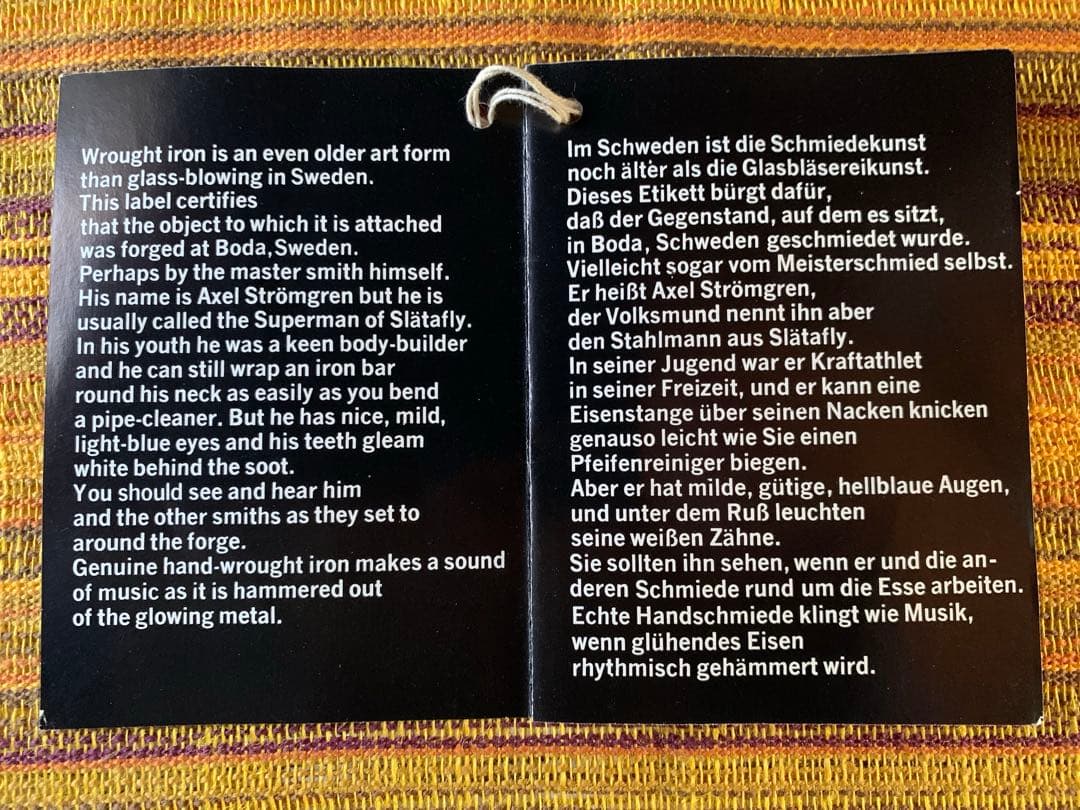 Wrought iron is an even older art form
than glass-blowing in Sweden.
This label certifies
that the object to which it is attached
was forged at Boda, Sweden.
Perhaps by the master smith himself.
His name is Axel Strömgren but he is
usually called the Superman of Slätafly.
In his youth he was a keen body-builder
and he can still wrap an iron bar
round his neck as easily as you bend
a pipe-cleaner. But he has nice, mild,
light-blue eyes and his teeth gleam
white behind the soot.
You should see and hear him
and the other smiths as they set to
around the forge.
Genuine hand-wrought iron makes a sound
of music as it is hammered out
of the glowing metal.
Im Schweden ist die Schmiedekunst
noch älter als die Glasbläsereikunst.
Dieses Etikett bürgt dafür,
daß der Gegenstand, auf dem es sitzt,
in Boda, Schweden geschmiedet wurde.
Vielleicht sogar vom Meisterschmied selbst.
Er heißt Axel Strömgren,
der Volksmund nennt ihn aber
den Stahlmann aus Slätafly.
In seiner Jugend war er Kraftathlet
in seiner Freizeit, und er kann eine
Eisenstange über seinen Nacken knicken
genauso leicht wie Sie einen
Pfeifenreiniger biegen.
Aber er hat milde, gütige, hellblaue Augen,
und unter dem Ruß leuchten
seine weißen Zähne.
Sie sollten ihn sehen, wenn er und die an-
deren Schmiede rund um die Esse arbeiten.
Echte Handschmiede klingt wie Musik,
wenn glühendes Eisen
rhythmisch gehämmert wird.